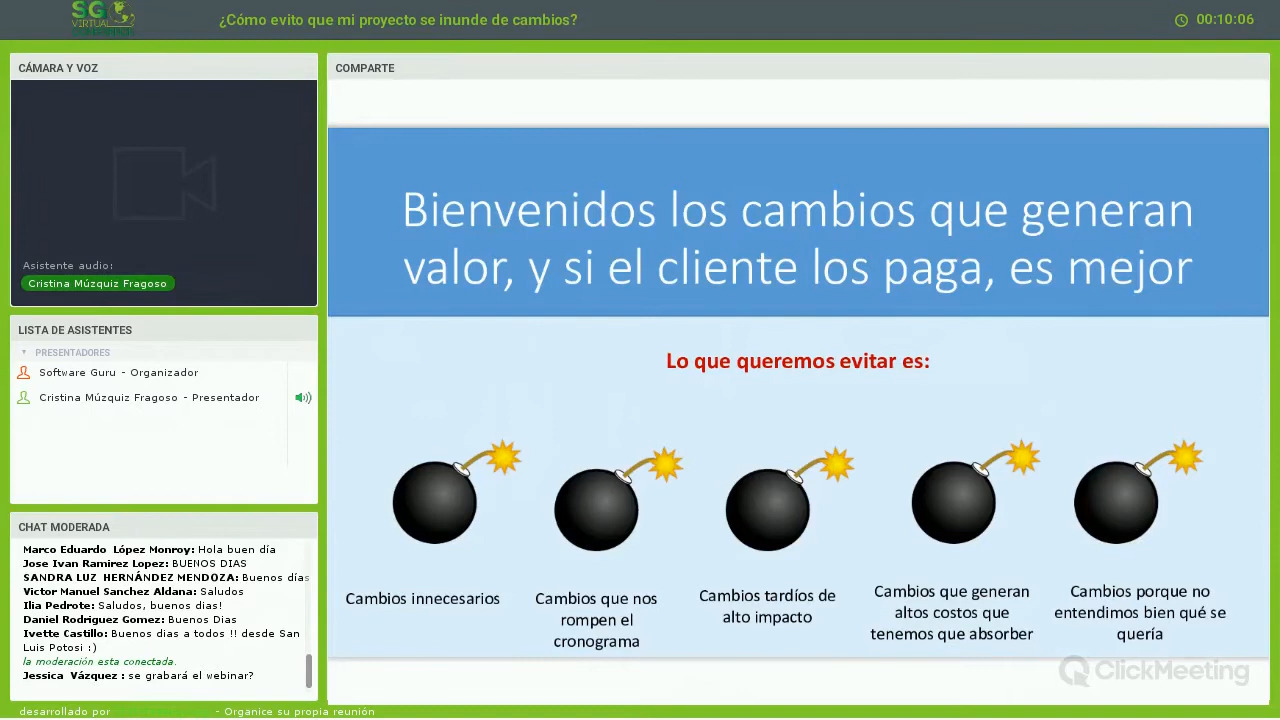 SG
VIRTUAL
¿Cómo evito que mi proyecto se inunde de cambios?
00:10:06
CÁMARA Y VOZ
Asistente audio:
Cristina Múzquiz Fragoso
LISTA DE ASISTENTES
PRESENTADORES
Software Guru - Organizador
Cristina Múzquiz Fragoso - Presentador
CHAT MODERADA
Marco Eduardo López Monroy: Hola buen día
Jose Ivan Ramirez Lopez: BUENOS DIAS
SANDRA LUZ HERNÁNDEZ MENDOZA: Buenos días
Victor Manuel Sanchez Aldana: Saludos
Ilia Pedrote: Saludos, buenos dias!
Daniel Rodriguez Gomez: Buenos Dias
Ivette Castillo: Buenos dias a todos !! desde San
Luis Potosi :)
la moderación esta conectada.
Jessica Vázquez : se grabará el webinar?
desarrollado por - Organice su propia reunión
COMPARTE
Bienvenidos los cambios que generan
valor, y si el cliente los paga, es mejor
Lo que queremos evitar es:
Cambios innecesarios
Cambios que nos
rompen el
cronograma
Cambios tardíos de
alto impacto
Cambios que generan
altos costos que
tenemos que absorber
Cambios porque no
entendimos bien qué se
quería
ClickMeeting